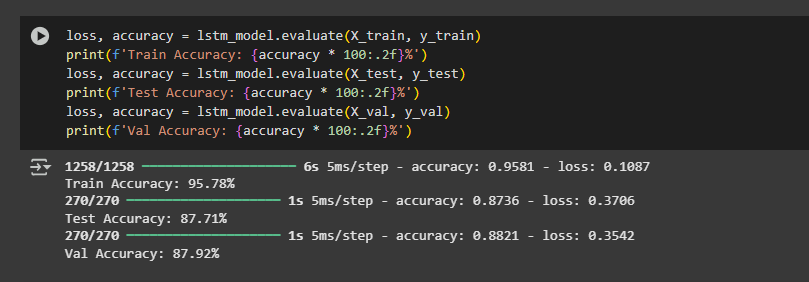 loss, accuracy = lstm_model.evaluate(X_train, y_train)
print(f'Train Accuracy: {accuracy * 100:.2f}%')
loss, accuracy = lstm_model.evaluate(X_test, y_test)
print(f'Test Accuracy: {accuracy * 100:.2f}%')
loss, accuracy = lstm_model.evaluate(X_val, y_val)
print(f'Val Accuracy: {accuracy * 100:.2f}%')
1258/1258 ━━━━━━━━━━━━━━━━━━━━ 6s 5ms/step - accuracy: 0.9581 - loss: 0.1087
Train Accuracy: 95.78%
270/270 ━━━━━━━━━━━━━━━━━━━━ 1s 5ms/step - accuracy: 0.8736 - loss: 0.3706
Test Accuracy: 87.71%
270/270 ━━━━━━━━━━━━━━━━━━━━ 1s 5ms/step - accuracy: 0.8821 - loss: 0.3542
Val Accuracy: 87.92%